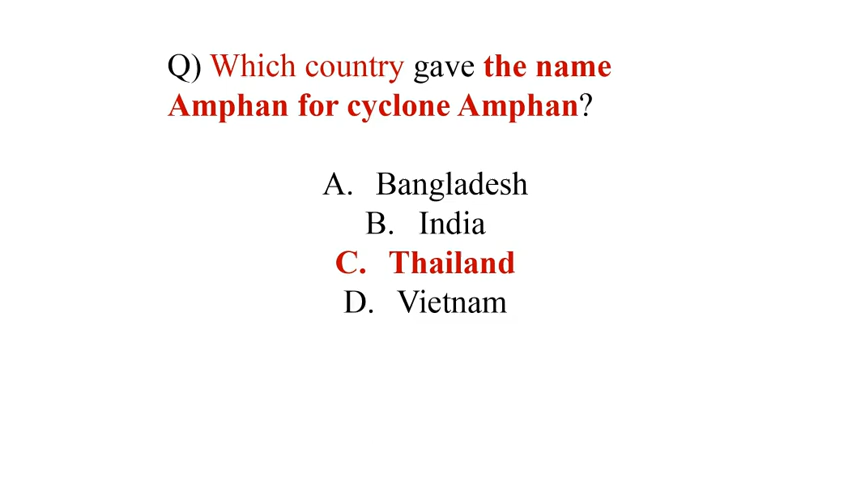 Q) Which country gave the name
Amphan for cyclone Amphan?
A. Bangladesh
B. India
C. Thailand
D. Vietnam